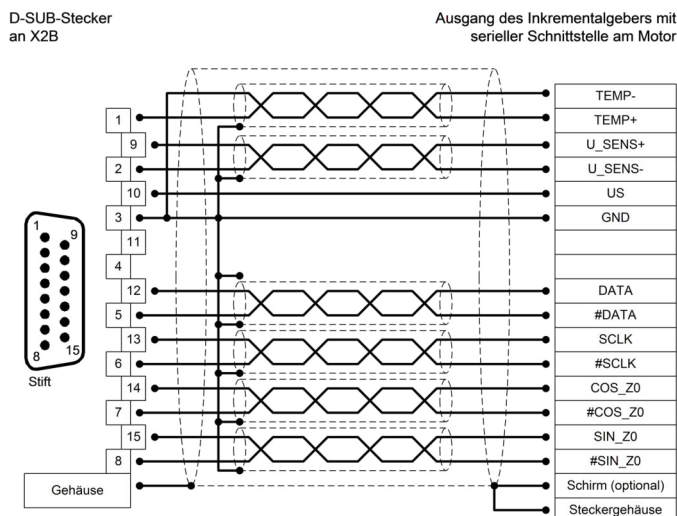 D-SUB-Stecker
an X2B
Ausgang des Inkrementalgebers mit
serieller Schnittstelle am Motor
TEMP-
1 TEMP+
9 U_SENS+
2 U_SENS-
10 US
3 GND
11
4
12 DATA
5 #DATA
13 SCLK
6 #SCLK
14 COS_Z0
7 #COS_Z0
15 SIN_Z0
8 #SIN_Z0
Gehäuse Schirm (optional)
Steckergehäuse
1
9
8
15
Stift